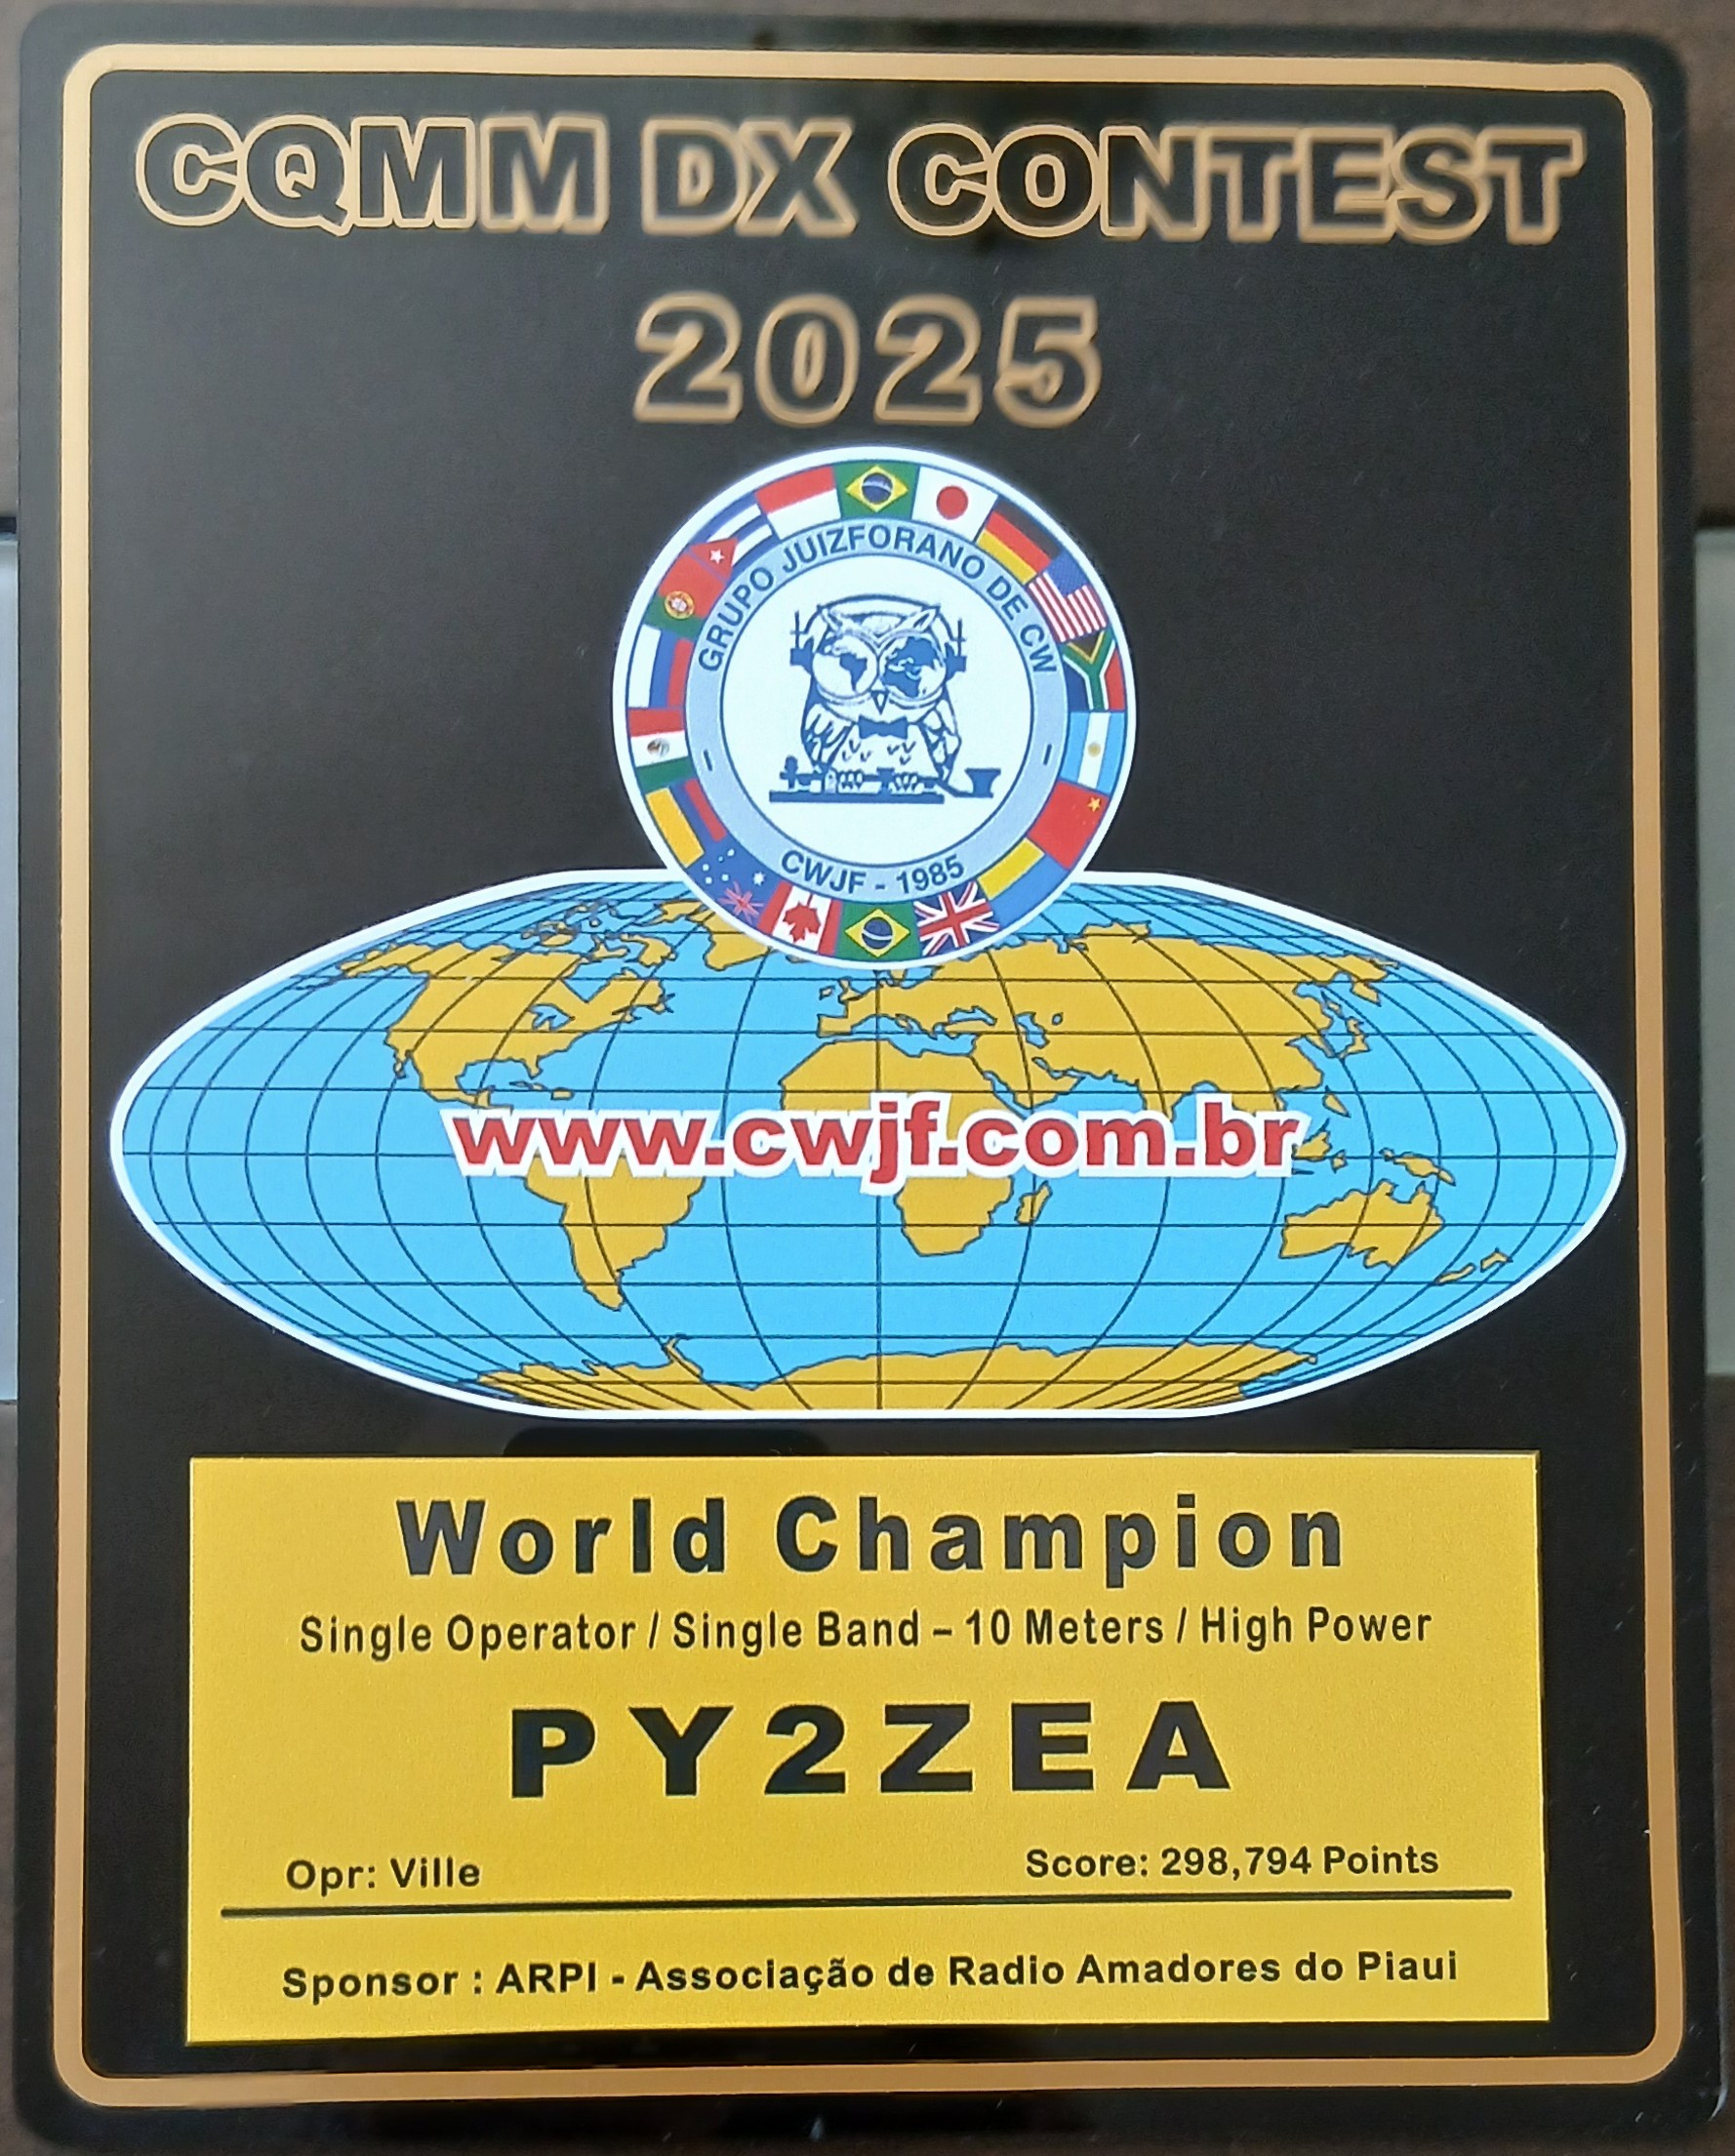 CQMM DX CONTEST
2025
GRUPO JUIZFORANO DE CW
CWJF - 1985
www.cwjf.com.br
World Champion
Single Operator / Single Band – 10 Meters / High Power
PY2ZEA
Opr: Ville
Score: 298,794 Points
Sponsor : ARPI - Associação de Radio Amadores do Piaui